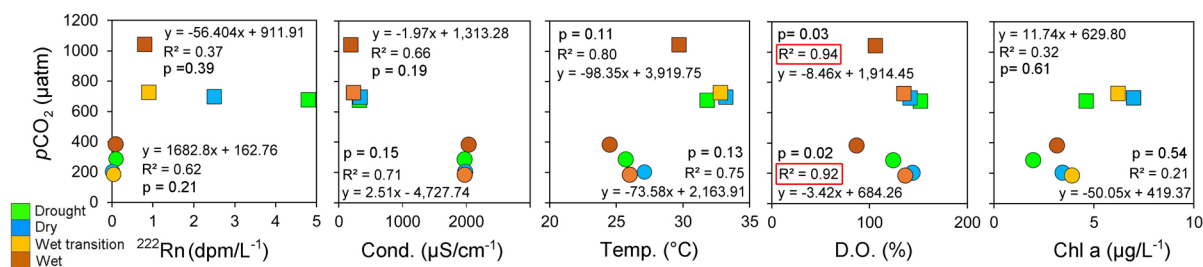 pCO₂ (µatm)
1200
1000
800
600
400
200
0
y = -56.404x + 911.91
R² = 0.37
p =0.39
y = 1682.8x + 162.76
R² = 0.62
p = 0.21
0 1 2 3 4 5
²²²Rn (dpm/L⁻¹)
y = -1.97x + 1,313.28
R² = 0.66
p = 0.19
p = 0.15
R² = 0.71
y = 2.51x - 4,727.74
0 1000 2000
Cond. (µS/cm⁻¹)
p = 0.11
R² = 0.80
y = -98.35x + 3,919.75
p = 0.13
R² = 0.75
y = -73.58x + 2,163.91
20 25 30 35
Temp. (°C)
p= 0.03
R² = 0.94
y = -8.46x + 1,914.45
p = 0.02
R² = 0.92
y = -3.42x + 684.26
0 100 200
D.O. (%)
y = 11.74x + 629.80
R² = 0.32
p= 0.61
p = 0.54
R² = 0.21
y = -50.05x + 419.37
0 5 10
Chl a (µg/L⁻¹)
Drought
Dry
Wet transition
Wet